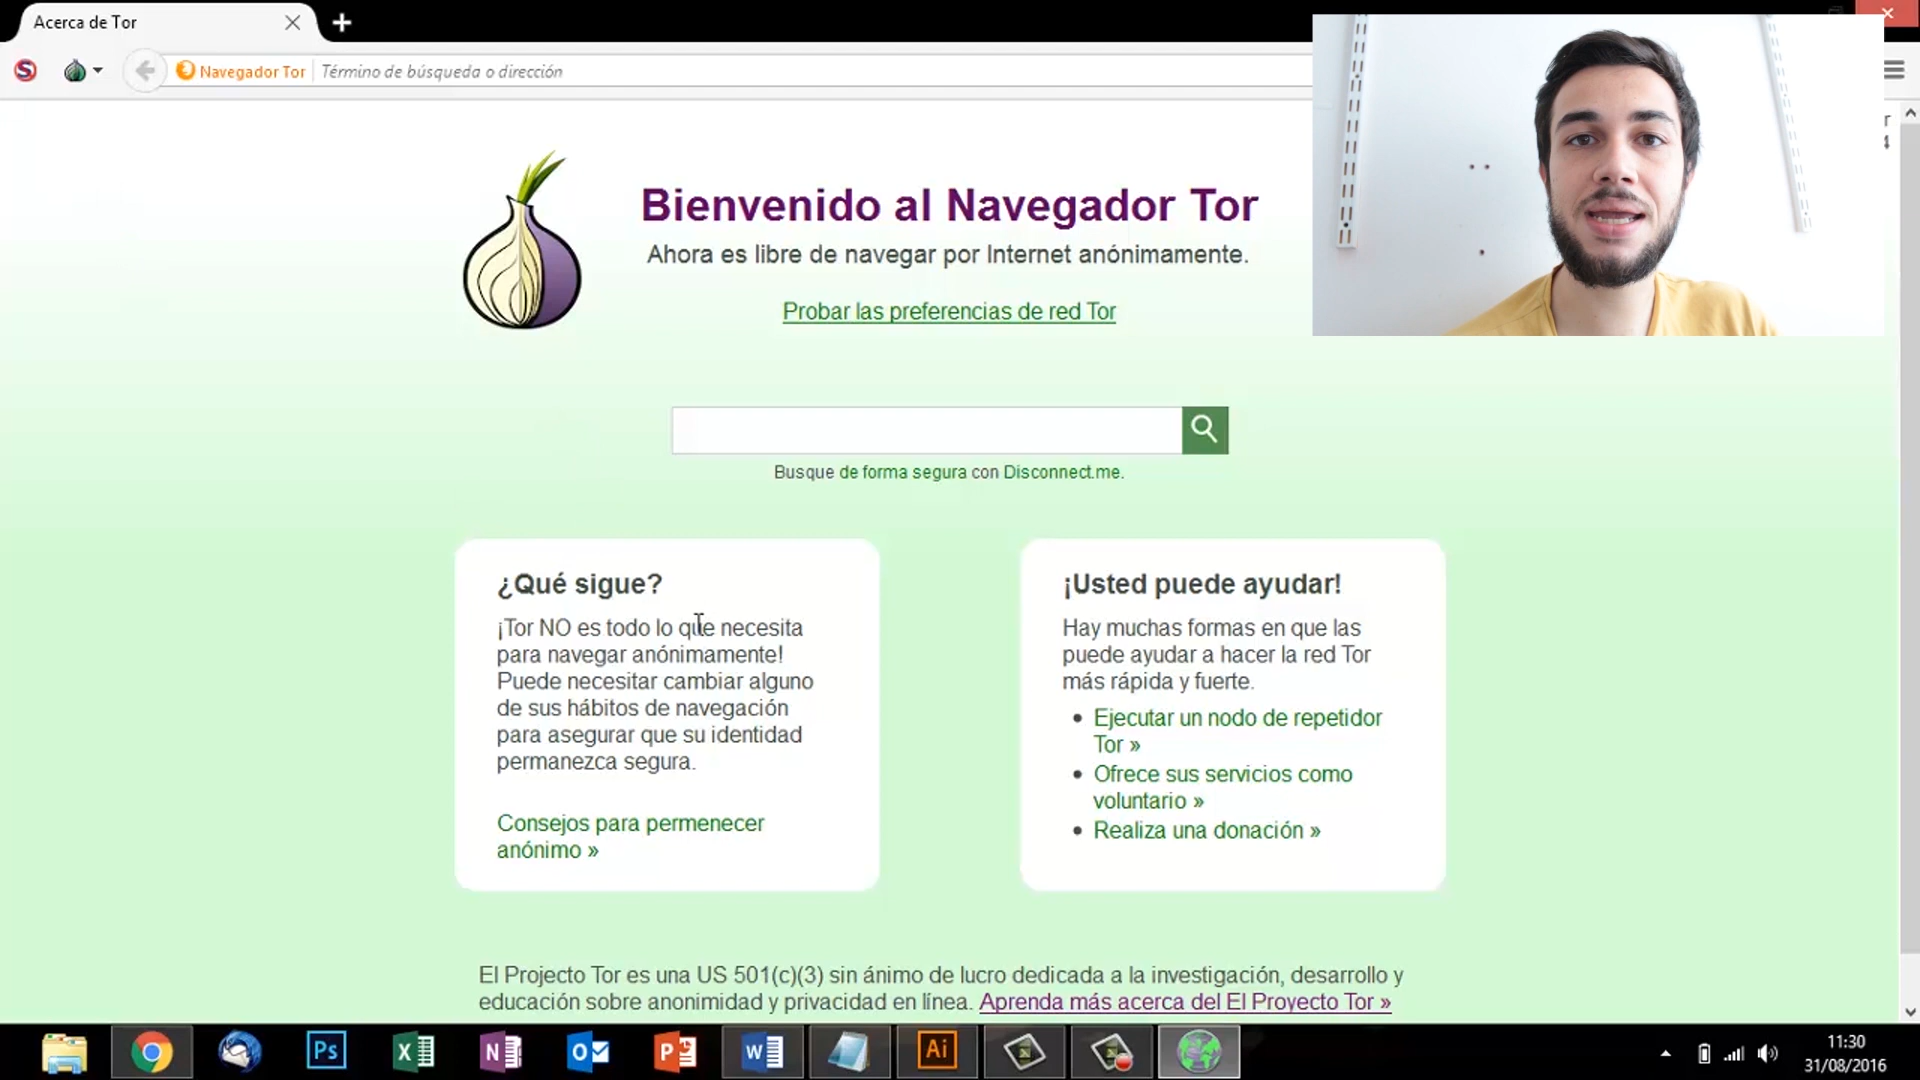 Acerca de Tor
Navegador Tor
Término de búsqueda o dirección
Bienvenido al Navegador Tor
Ahora es libre de navegar por Internet anónimamente.
Probar las preferencias de red Tor
Busque de forma segura con Disconnect.me.
¿Qué sigue?
¡Tor NO es todo lo que necesita
para navegar anónimamente!
Puede necesitar cambiar alguno
de sus hábitos de navegación
para asegurar que su identidad
permanezca segura.
Consejos para permenecer
anónimo »
¡Usted puede ayudar!
Hay muchas formas en que las
puede ayudar a hacer la red Tor
más rápida y fuerte.
• Ejecutar un nodo de repetidor
Tor »
• Ofrece sus servicios como
voluntario »
• Realiza una donación »
El Projecto Tor es una US 501(c)(3) sin ánimo de lucro dedicada a la investigación, desarrollo y
educación sobre anonimidad y privacidad en línea. Aprenda más acerca del El Proyecto Tor »
Ps
Ai
11:30
31/08/2016